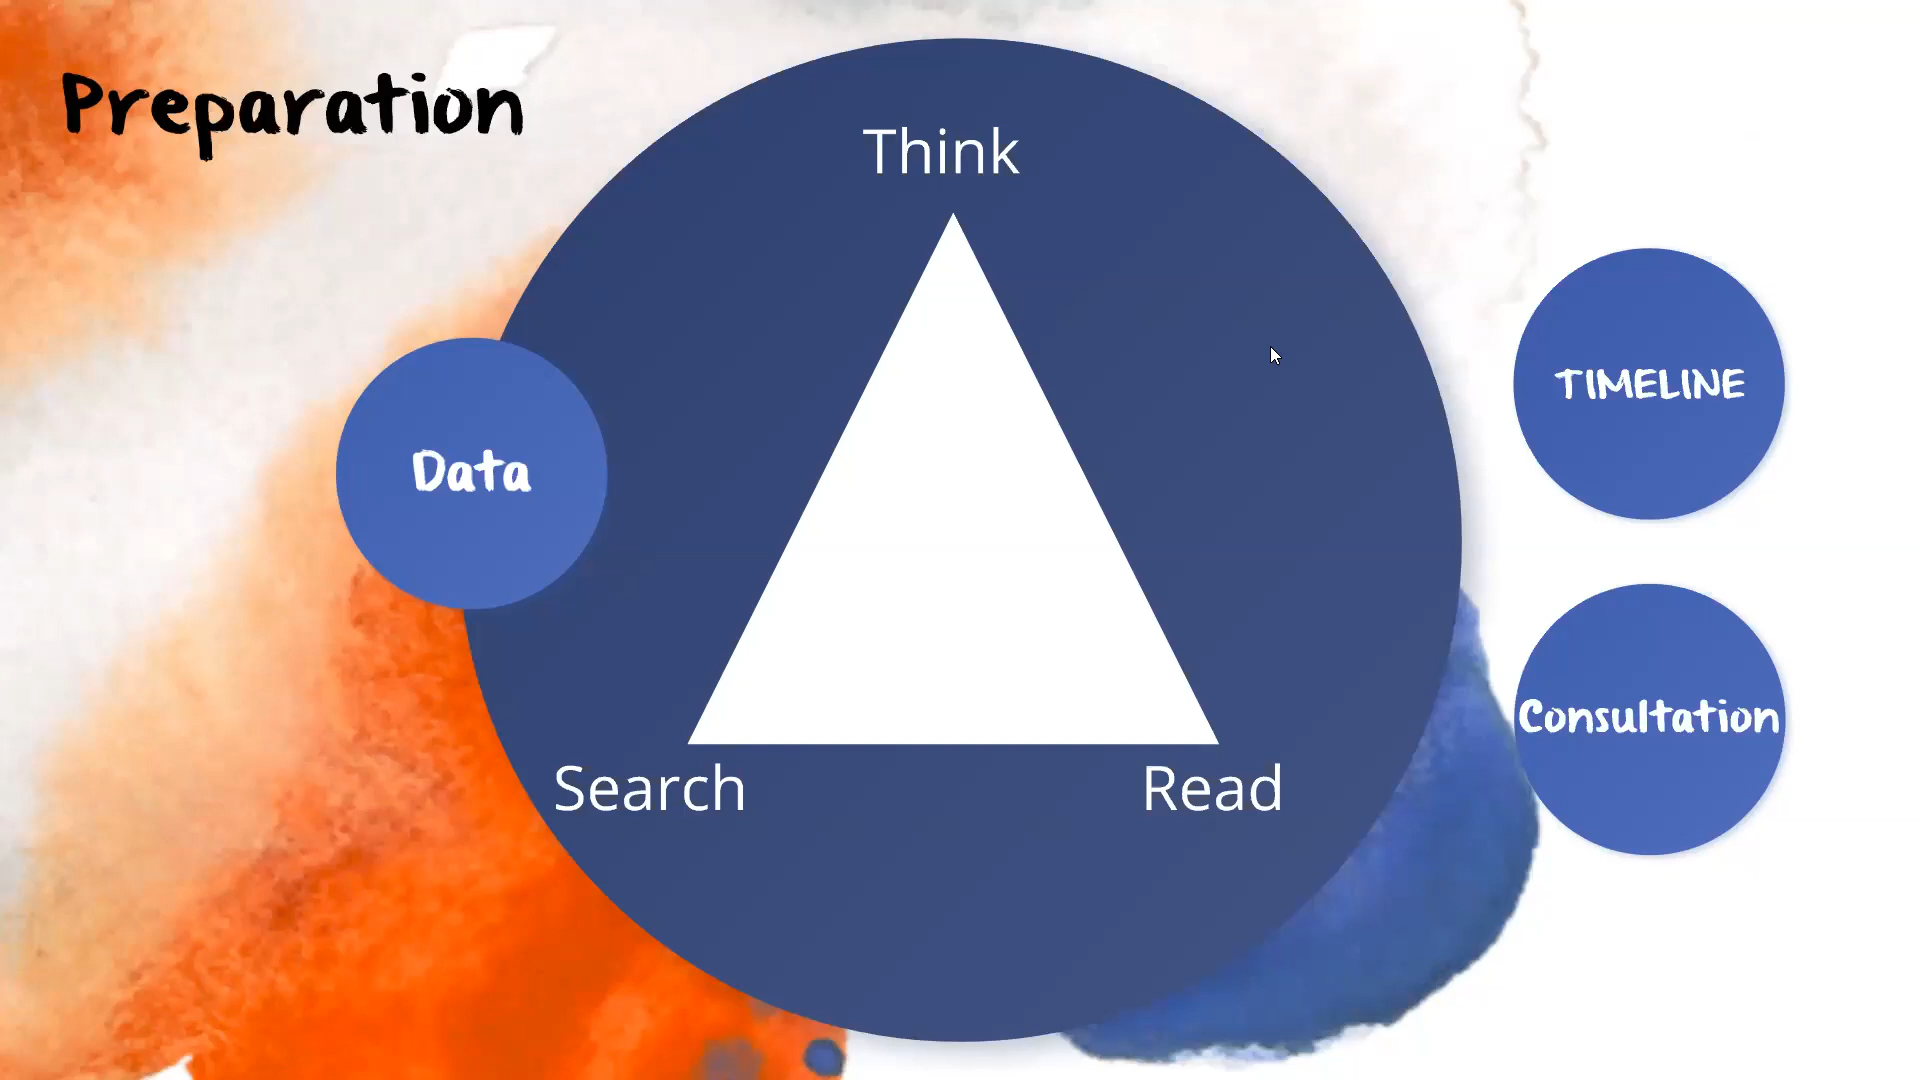 Preparation
Think
TIMELINE
Data
Consultation
Search
Read